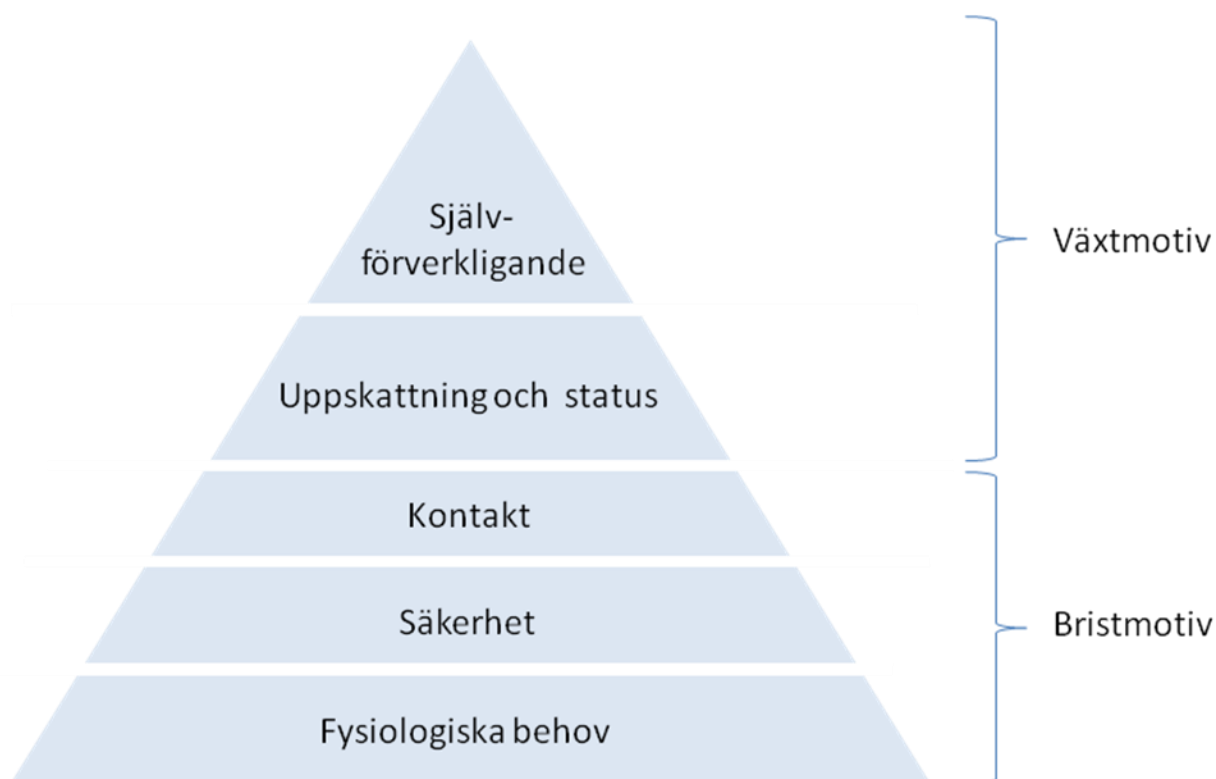 Själv-
förverkligande
Växtmotiv
Uppskattning och status
Kontakt
Säkerhet
Bristmotiv
Fysiologiska behov